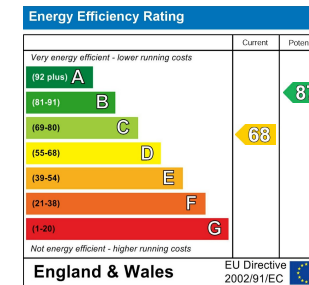 Energy Efficiency Rating
Current
Very energy efficient - lower running costs
(92 plus) A
(81-91) B
(69-80) C
(55-68) D
(39-54) E
(21-38) F
(1-20) G
68
Not energy efficient - higher running costs
England & Wales
EU Directive
2002/91/EC